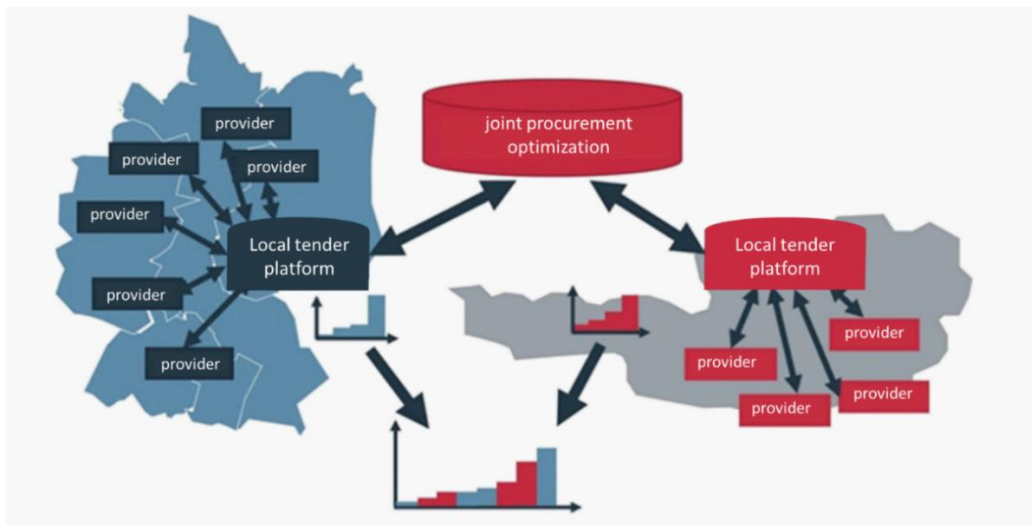 provider
provider
provider
provider
provider
provider
Local tender
platform
joint procurement
optimization
Local tender
platform
provider
provider
provider
provider